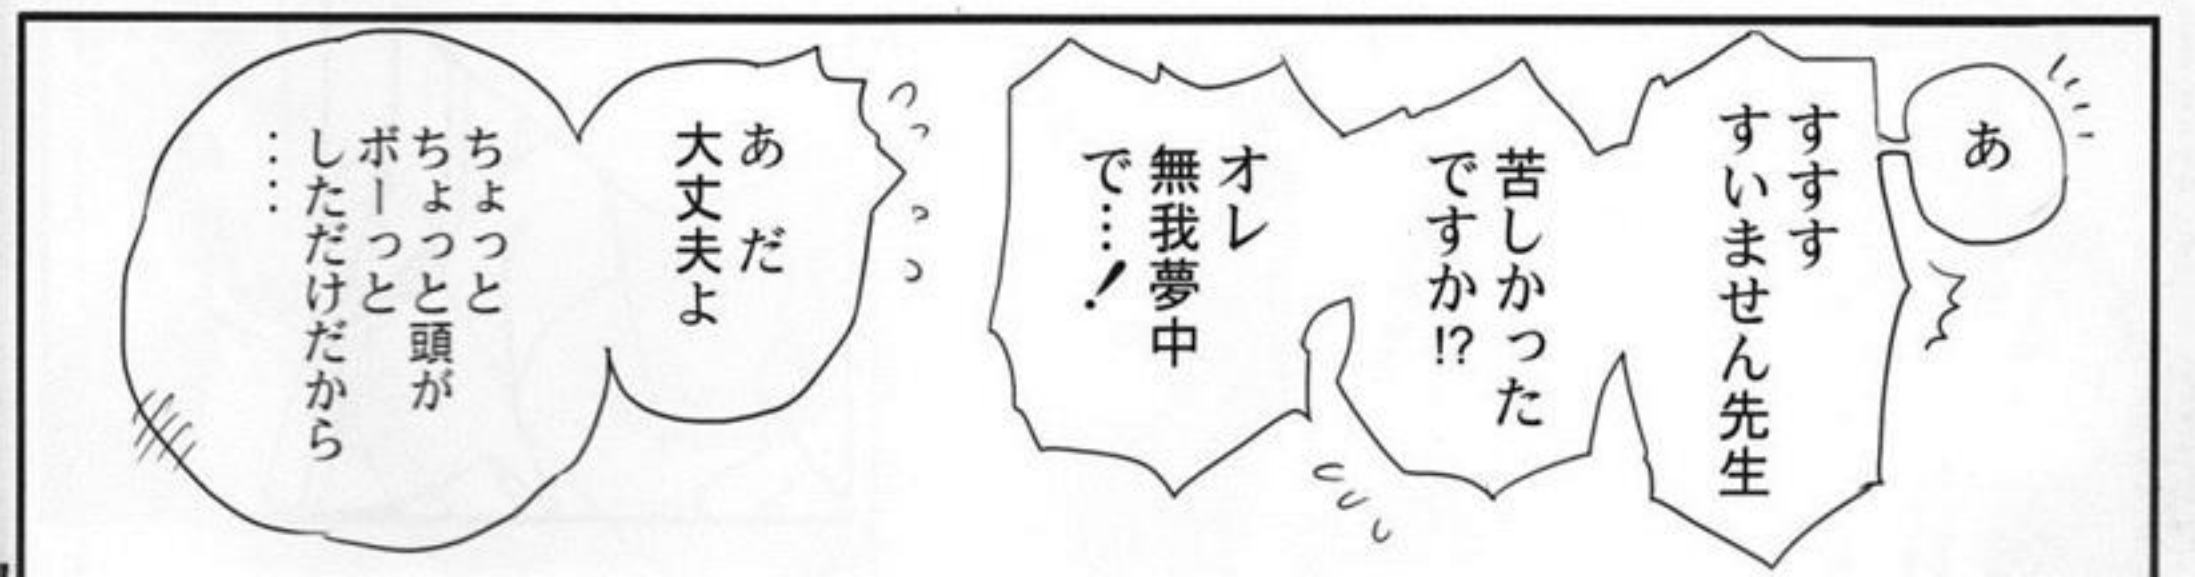 あ
すすす
すいません先生
苦しかった
ですか!?
オレ
無我夢中
で…!
あ だ
大丈夫よ
ちょっと
ちょっと頭が
ボーっと
しただけだから
……